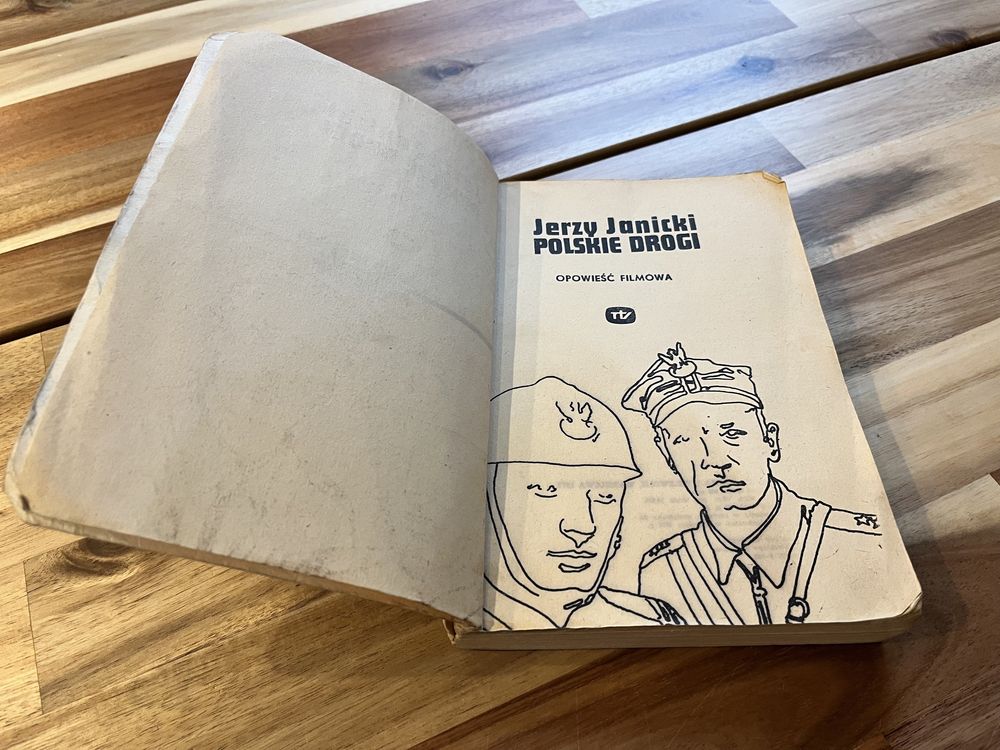 Jerzy Janicki
POLSKIE DROGI
OPOWIEŚĆ FILMOWA